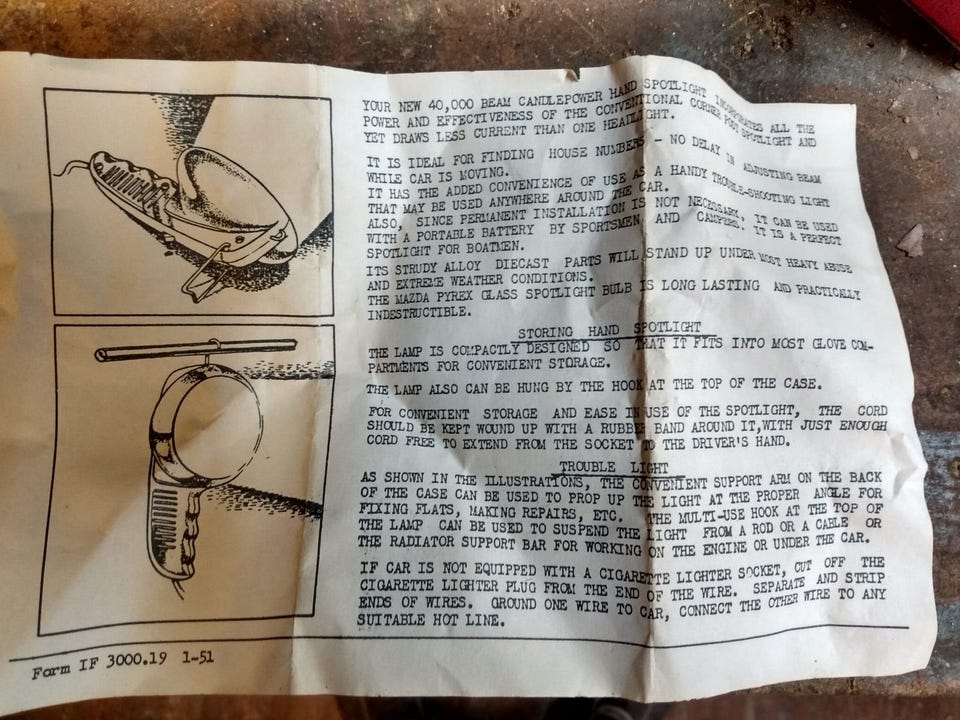 YOUR NEW 40,000 BEAM CANDLEPOWER HAND SPOTLIGHT INCORPORATES ALL THE
POWER AND EFFECTIVENESS OF THE CONVENTIONAL CORNER POST SPOTLIGHT AND
YET DRAWS LESS CURRENT THAN ONE HEADLIGHT.
IT IS IDEAL FOR FINDING HOUSE NUMBERS - NO DELAY IN ADJUSTING BEAM
WHILE CAR IS MOVING.
IT HAS THE ADDED CONVENIENCE OF USE AS A HANDY TROUBLE-SHOOTING LIGHT
THAT MAY BE USED ANYWHERE AROUND THE CAR.
ALSO, SINCE PERMANENT INSTALLATION IS NOT NECESSARY, IT CAN BE USED
WITH A PORTABLE BATTERY BY SPORTSMEN AND CAMPERS. IT IS A PERFECT
SPOTLIGHT FOR BOATMEN.
ITS STRUDY ALLOY DIECAST PARTS WILL STAND UP UNDER MOST HEAVY ABUSE
AND EXTREME WEATHER CONDITIONS.
THE MAZDA PYREX GLASS SPOTLIGHT BULB IS LONG LASTING AND PRACTICALLY
INDESTRUCTIBLE.
STORING HAND SPOTLIGHT
THE LAMP IS COMPACTLY DESIGNED SO THAT IT FITS INTO MOST GLOVE COM-
PARTMENTS FOR CONVENIENT STORAGE.
THE LAMP ALSO CAN BE HUNG BY THE HOOK AT THE TOP OF THE CASE.
FOR CONVENIENT STORAGE AND EASE IN USE OF THE SPOTLIGHT, THE CORD
SHOULD BE KEPT WOUND UP WITH A RUBBER BAND AROUND IT, WITH JUST ENOUGH
CORD FREE TO EXTEND FROM THE SOCKET TO THE DRIVER'S HAND.
TROUBLE LIGHT
AS SHOWN IN THE ILLUSTRATIONS, THE CONVENIENT SUPPORT ARM ON THE BACK
OF THE CASE CAN BE USED TO PROP UP THE LIGHT AT THE PROPER ANGLE FOR
FIXING FLATS, MAKING REPAIRS, ETC. THE MULTI-USE HOOK AT THE TOP OF
THE LAMP CAN BE USED TO SUSPEND THE LIGHT FROM A ROD OR A CABLE OR
THE RADIATOR SUPPORT BAR FOR WORKING ON THE ENGINE OR UNDER THE CAR.
IF CAR IS NOT EQUIPPED WITH A CIGARETTE LIGHTER SOCKET, CUT OFF THE
CIGARETTE LIGHTER PLUG FROM THE END OF THE WIRE. SEPARATE AND STRIP
ENDS OF WIRES. GROUND ONE WIRE TO CAR, CONNECT THE OTHER WIRE TO ANY
SUITABLE HOT LINE.
Form IF 3000.19 1-51